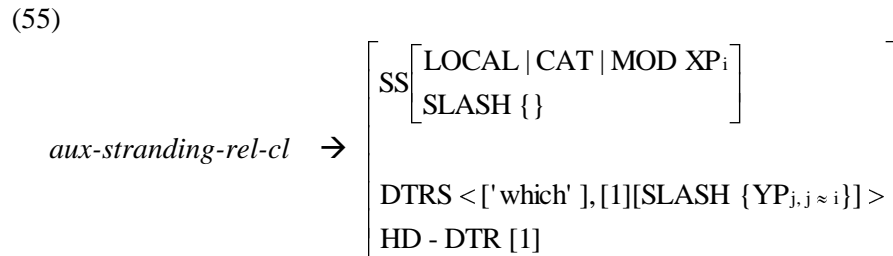 (55)
LOCAL | CAT | MOD XPi
SS
SLASH {}
aux-stranding-rel-cl →
DTRS < ['which' ], [1][SLASH {YPj, j ≈ i}] >
HD - DTR [1]